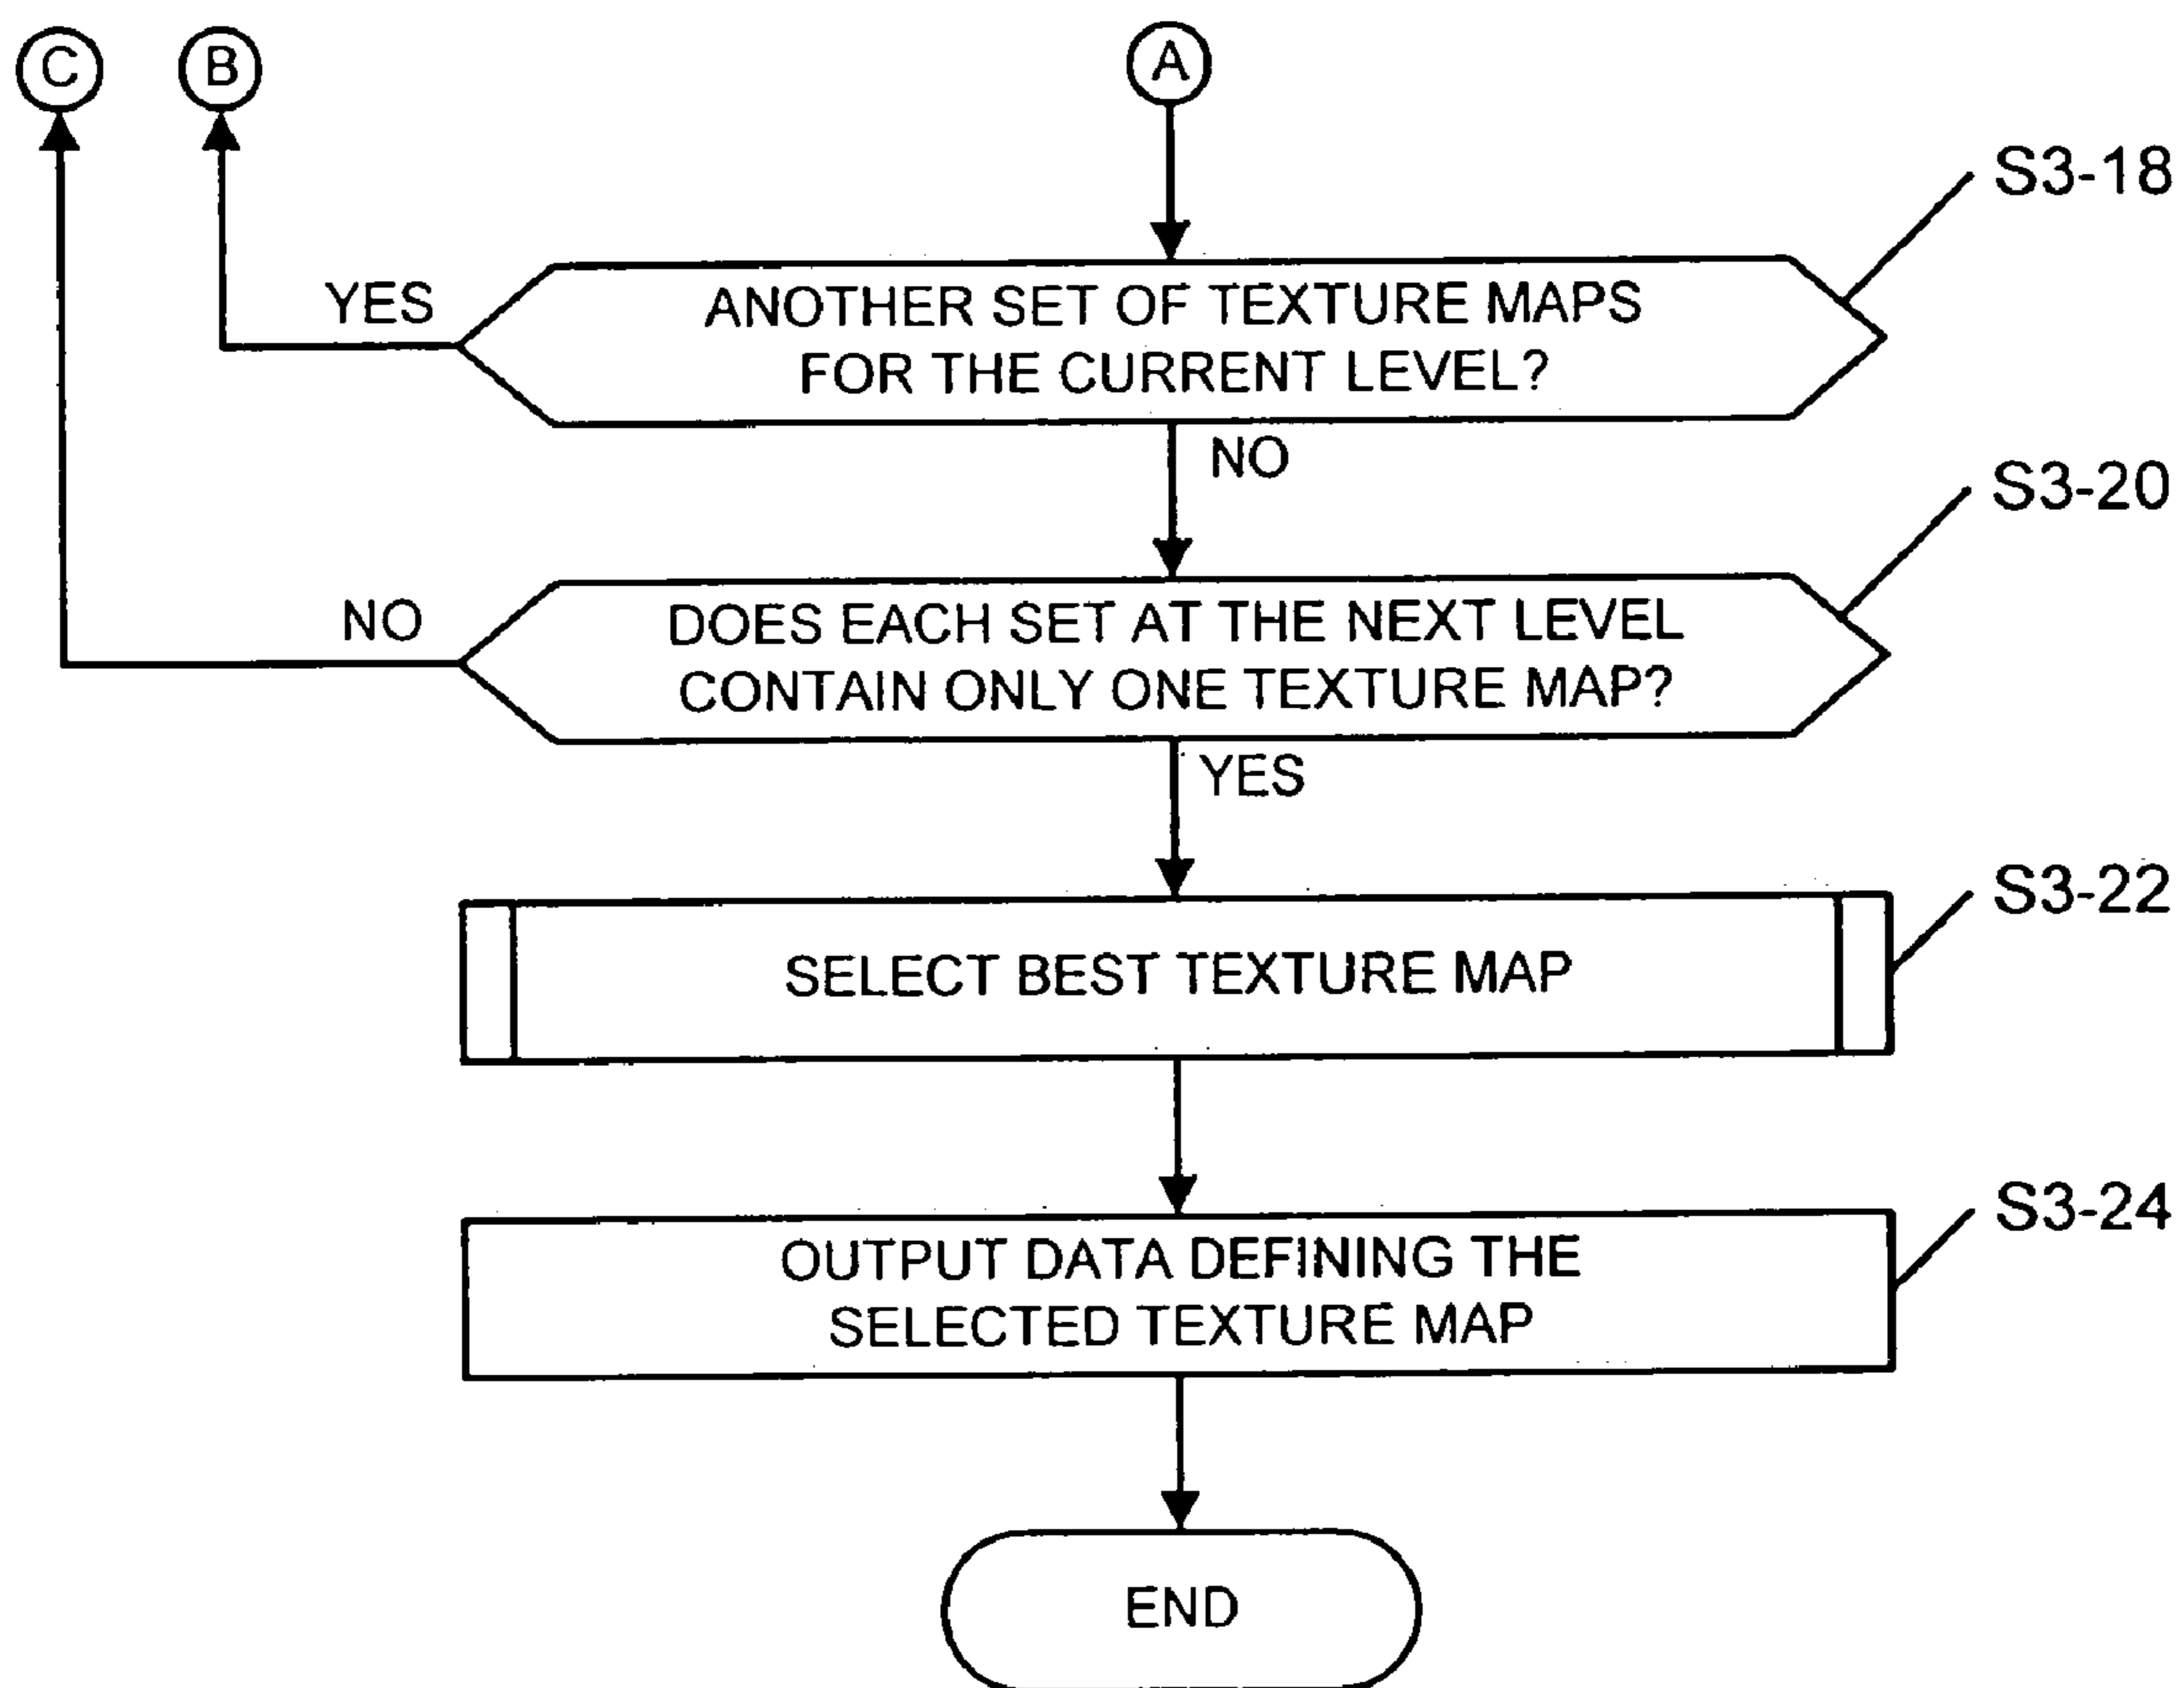 C
B
A
S3-18
YES
ANOTHER SET OF TEXTURE MAPS
FOR THE CURRENT LEVEL?
NO
S3-20
NO
DOES EACH SET AT THE NEXT LEVEL
CONTAIN ONLY ONE TEXTURE MAP?
YES
S3-22
SELECT BEST TEXTURE MAP
S3-24
OUTPUT DATA DEFINING THE
SELECTED TEXTURE MAP
END